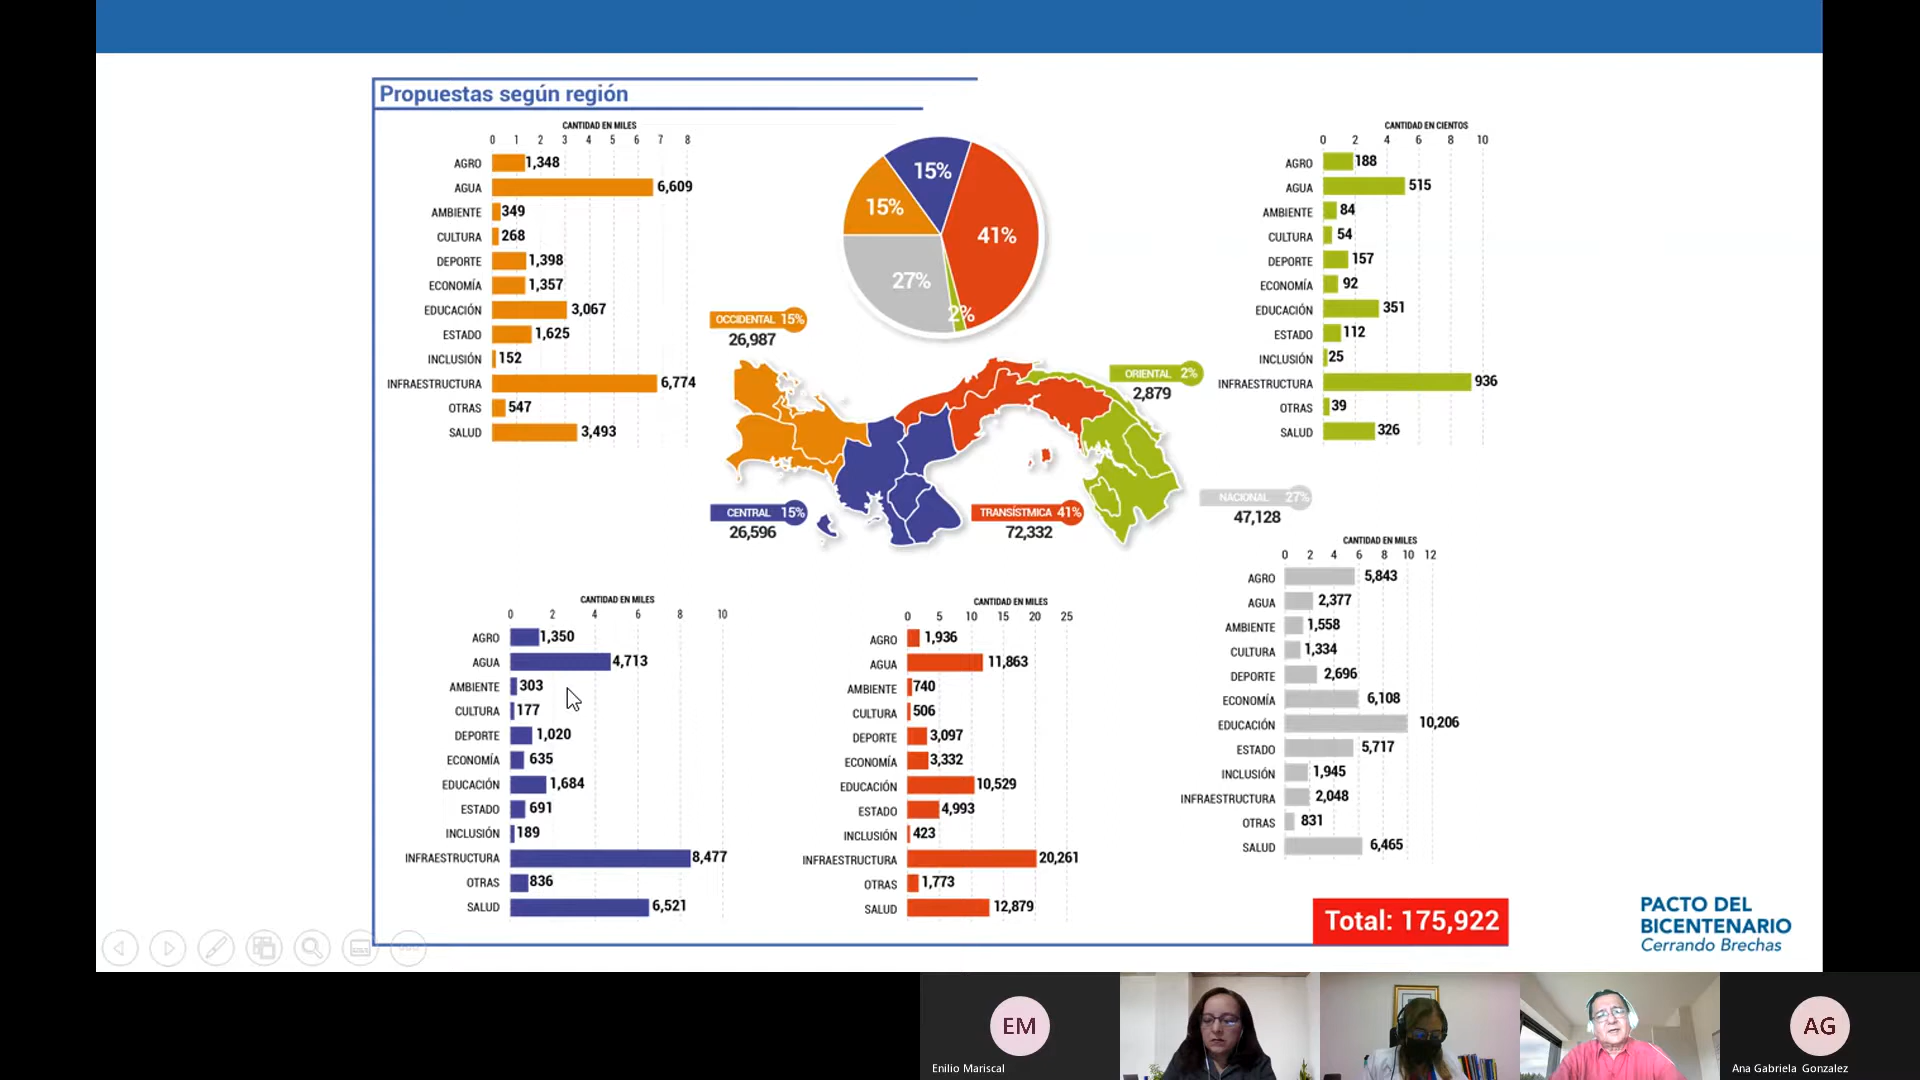 Propuestas según región
CANTIDAD EN MILES
0 1 2 3 4 5 6 7 8
AGRO 1,348
AGUA 6,609
AMBIENTE 349
CULTURA 268
DEPORTE 1,398
ECONOMÍA 1,357
EDUCACIÓN 3,067
ESTADO 1,625
INCLUSIÓN 152
INFRAESTRUCTURA 6,774
OTRAS 547
SALUD 3,493
15%
41%
15%
27%
2%
CANTIDAD EN CIENTOS
0 2 4 6 8 10
AGRO 188
AGUA 515
AMBIENTE 84
CULTURA 54
DEPORTE 157
ECONOMÍA 92
EDUCACIÓN 351
ESTADO 112
INCLUSIÓN 25
INFRAESTRUCTURA 936
OTRAS 39
SALUD 326
OCCIDENTAL 15%
26,987
ORIENTAL 2%
2,879
CENTRAL 15%
26,596
TRANSÍSTMICA 41%
72,332
NACIONAL 27%
47,128
CANTIDAD EN MILES
0 2 4 6 8 10
AGRO 1,350
AGUA 4,713
AMBIENTE 303
CULTURA 177
DEPORTE 1,020
ECONOMÍA 635
EDUCACIÓN 1,684
ESTADO 691
INCLUSIÓN 189
INFRAESTRUCTURA 8,477
OTRAS 836
SALUD 6,521
CANTIDAD EN MILES
0 5 10 15 20 25
AGRO 1,936
AGUA 11,863
AMBIENTE 740
CULTURA 506
DEPORTE 3,097
ECONOMÍA 3,332
EDUCACIÓN 10,529
ESTADO 4,993
INCLUSIÓN 423
INFRAESTRUCTURA 20,261
OTRAS 1,773
SALUD 12,879
CANTIDAD EN MILES
0 2 4 6 8 10 12
AGRO 5,843
AGUA 2,377
AMBIENTE 1,558
CULTURA 1,334
DEPORTE 2,696
ECONOMÍA 6,108
EDUCACIÓN 10,206
ESTADO 5,717
INCLUSIÓN 1,945
INFRAESTRUCTURA 2,048
OTRAS 831
SALUD 6,465
Total: 175,922
PACTO DEL
BICENTENARIO
Cerrando Brechas
EM
Enilio Mariscal
AG
Ana Gabriela Gonzalez